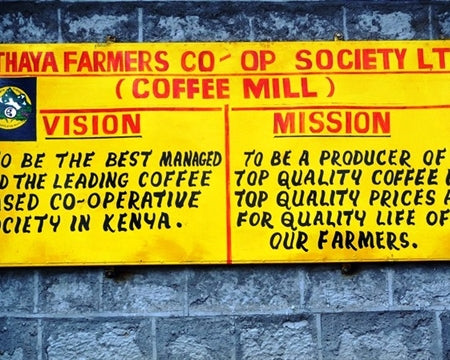 THAYA FARMERS CO-OP SOCIETY LT
(COFFEE MILL)
VISION
O BE THE BEST MANAGED
D THE LEADING COFFEE
SED CO-OPERATIVE
CIETY IN KENYA.
MISSION
TO BE A PRODUCER OF
TOP QUALITY COFFEE
TOP QUALITY PRICES A
FOR QUALITY LIFE OF
OUR FARMERS.